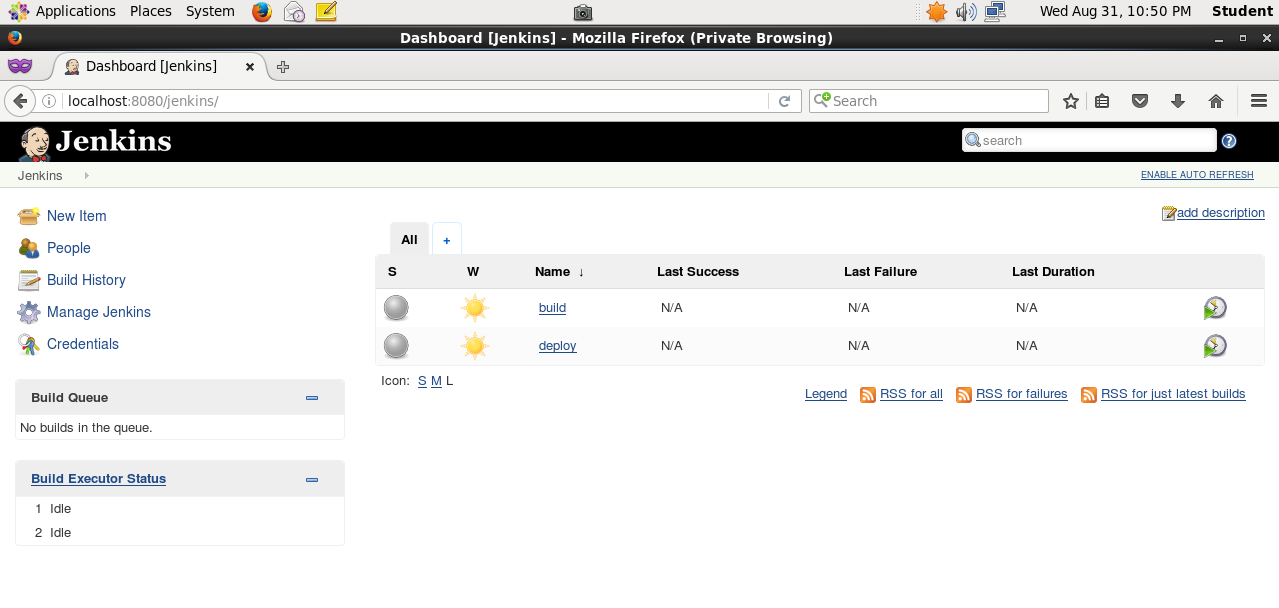 Applications Places System Wed Aug 31, 10:50 PM Student
Dashboard [Jenkins] - Mozilla Firefox (Private Browsing)
Dashboard [Jenkins]
localhost:8080/jenkins/ Search
Jenkins search
Jenkins ENABLE AUTO REFRESH
add description
New Item
People
Build History
Manage Jenkins
Credentials
Build Queue
No builds in the queue.
Build Executor Status
1 Idle
2 Idle
All +
S W Name ↓ Last Success Last Failure Last Duration
build N/A N/A N/A
deploy N/A N/A N/A
Icon: S M L
Legend RSS for all RSS for failures RSS for just latest builds